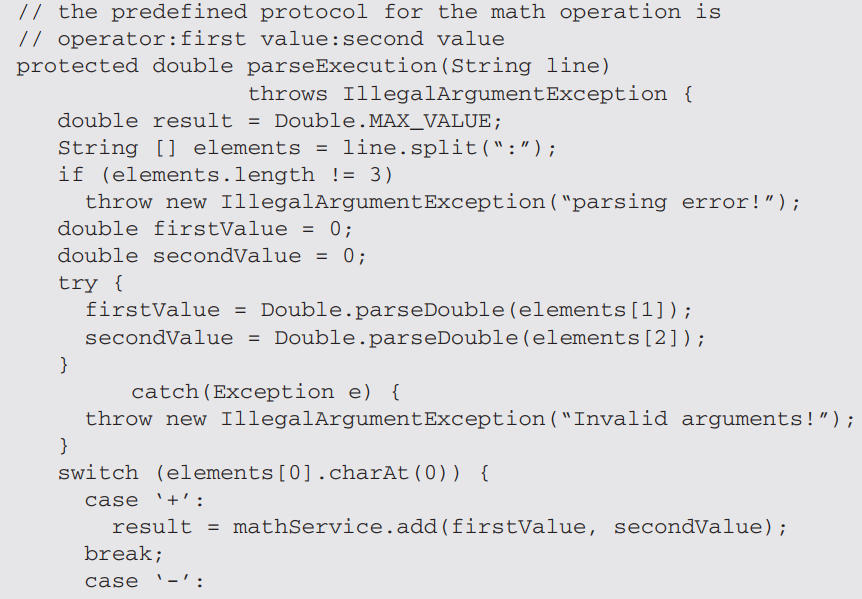 // the predefined protocol for the math operation is
// operator:first value:second value
protected double parseExecution(String line)
throws IllegalArgumentException {
double result = Double.MAX_VALUE;
String [] elements = line.split(“:”);
if (elements.length != 3)
throw new IllegalArgumentException(“parsing error!”);
double firstValue = 0;
double secondValue = 0;
try {
firstValue = Double.parseDouble(elements[1]);
secondValue = Double.parseDouble(elements[2]);
}
catch(Exception e) {
throw new IllegalArgumentException(“Invalid arguments!”);
}
switch (elements[0].charAt(0)) {
case ‘+’:
result = mathService.add(firstValue, secondValue);
break;
case ‘-’: